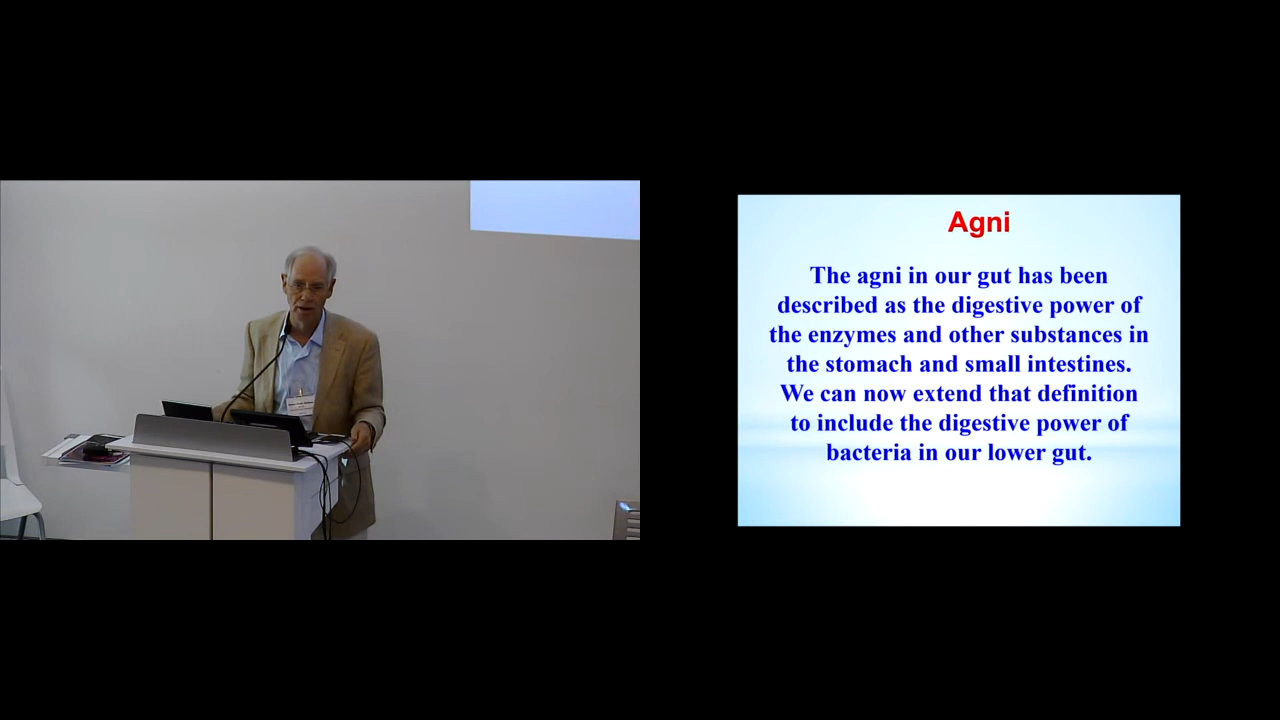 Agni
The agni in our gut has been
described as the digestive power of
the enzymes and other substances in
the stomach and small intestines.
We can now extend that definition
to include the digestive power of
bacteria in our lower gut.